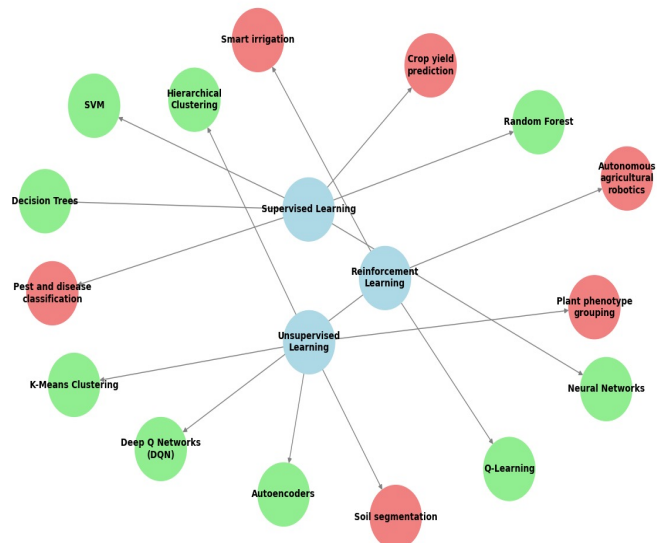 Smart irrigation
Crop yield
prediction
Hierarchical
Clustering
SVM
Random Forest
Autonomous
agricultural
robotics
Decision Trees
Supervised Learning
Reinforcement
Learning
Pest and disease
classification
Plant phenotype
grouping
Unsupervised
Learning
K-Means Clustering
Neural Networks
Deep Q Networks
(DQN)
Q-Learning
Autoencoders
Soil segmentation